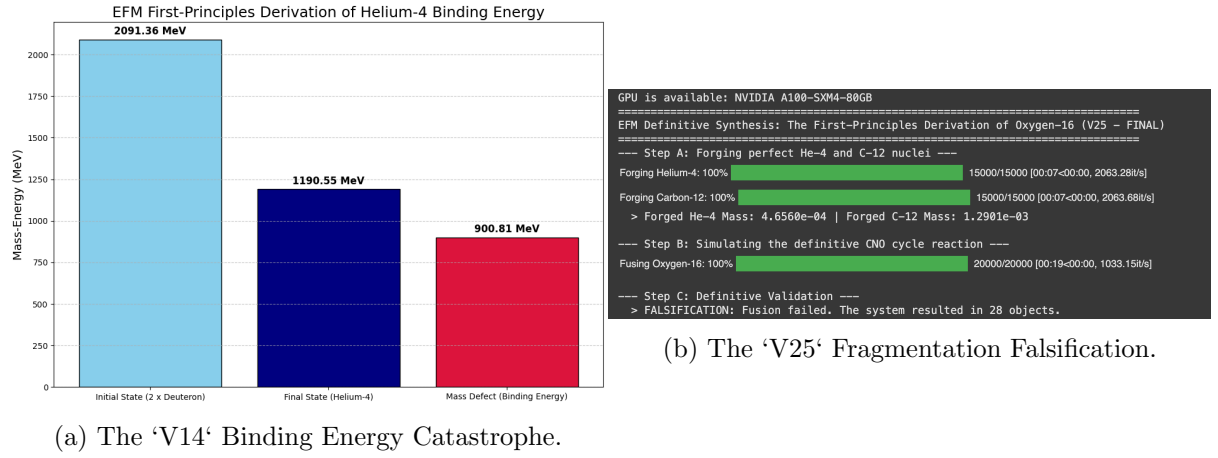 EFM First-Principles Derivation of Helium-4 Binding Energy
2091.36 MeV
1190.55 MeV
900.81 MeV
Mass-Energy (MeV)
2000
1750
1500
1250
1000
750
500
250
0
Initial State (2 x Deuteron)
Final State (Helium-4)
Mass Defect (Binding Energy)
(a) The ‘V14‘ Binding Energy Catastrophe.
GPU is available: NVIDIA A100-SXM4-80GB
================================================================================
EFM Definitive Synthesis: The First-Principles Derivation of Oxygen-16 (V25 - FINAL)
================================================================================
--- Step A: Forging perfect He-4 and C-12 nuclei ---
Forging Helium-4: 100% 15000/15000 [00:07<00:00, 2063.28it/s]
Forging Carbon-12: 100% 15000/15000 [00:07<00:00, 2063.68it/s]
> Forged He-4 Mass: 4.6560e-04 | Forged C-12 Mass: 1.2901e-03
--- Step B: Simulating the definitive CNO cycle reaction ---
Fusing Oxygen-16: 100% 20000/20000 [00:19<00:00, 1033.15it/s]
--- Step C: Definitive Validation ---
> FALSIFICATION: Fusion failed. The system resulted in 28 objects.
(b) The ‘V25‘ Fragmentation Falsification.